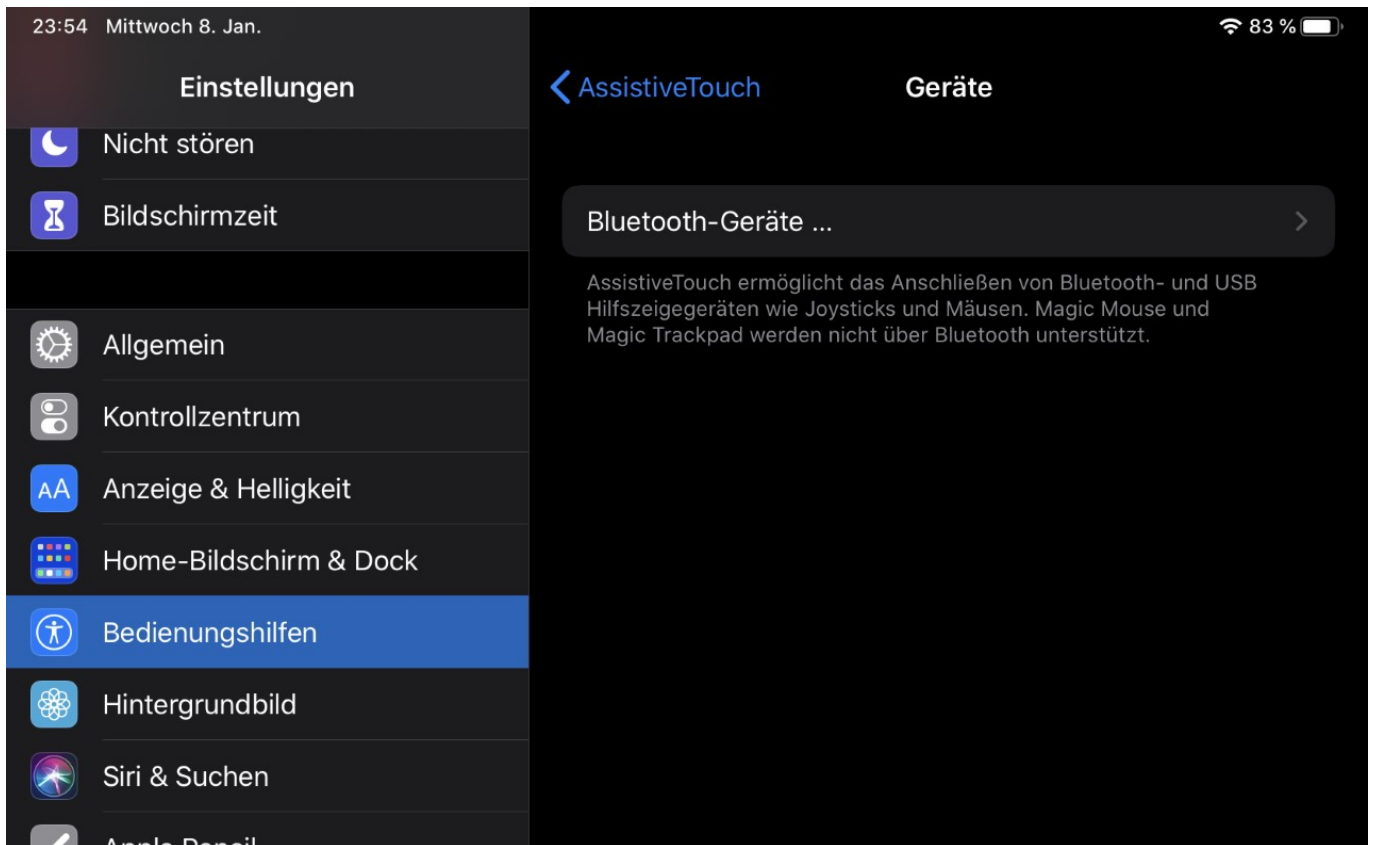 23:54 Mittwoch 8. Jan.
83 %
Einstellungen
Nicht stören
Bildschirmzeit
Allgemein
Kontrollzentrum
AA
Anzeige & Helligkeit
Home-Bildschirm & Dock
Bedienungshilfen
Hintergrundbild
Siri & Suchen
Apple Pencil
AssistiveTouch
Geräte
Bluetooth-Geräte ...
AssistiveTouch ermöglicht das Anschließen von Bluetooth- und USB
Hilfszeigegeräten wie Joysticks und Mäusen. Magic Mouse und
Magic Trackpad werden nicht über Bluetooth unterstützt.